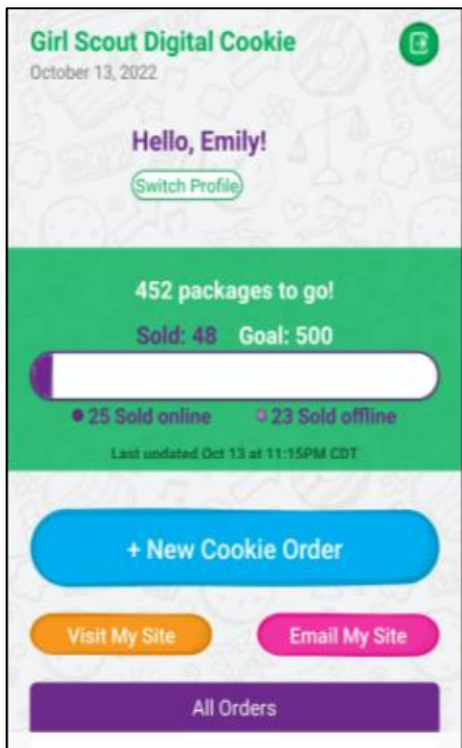 Girl Scout Digital Cookie
October 13, 2022
Hello, Emily!
Switch Profile
452 packages to go!
Sold: 48 Goal: 500
25 Sold online 23 Sold offline
Last updated Oct 13 at 11:15PM CDT
+ New Cookie Order
Visit My Site Email My Site
All Orders